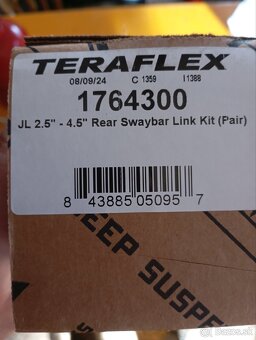 TERAFLEX
08/09/24 C 1359 I1388
1764300
JL 2.5" - 4.5" Rear Swaybar Link Kit (Pair)
8 43885 05095 7
JEEP SUSPE